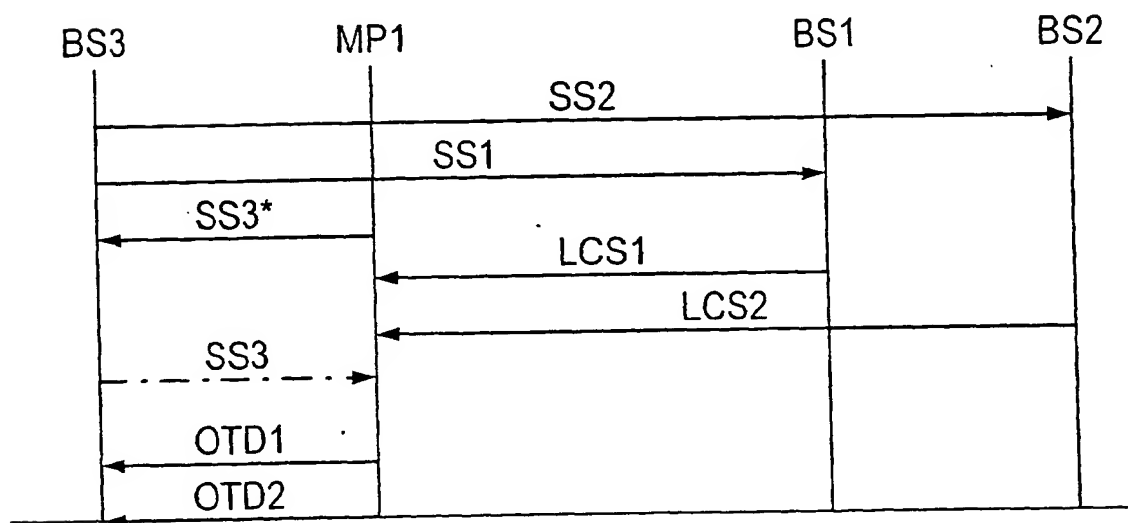 BS3 MP1 BS1 BS2
SS2
SS1
SS3*
LCS1
LCS2
SS3
OTD1
OTD2